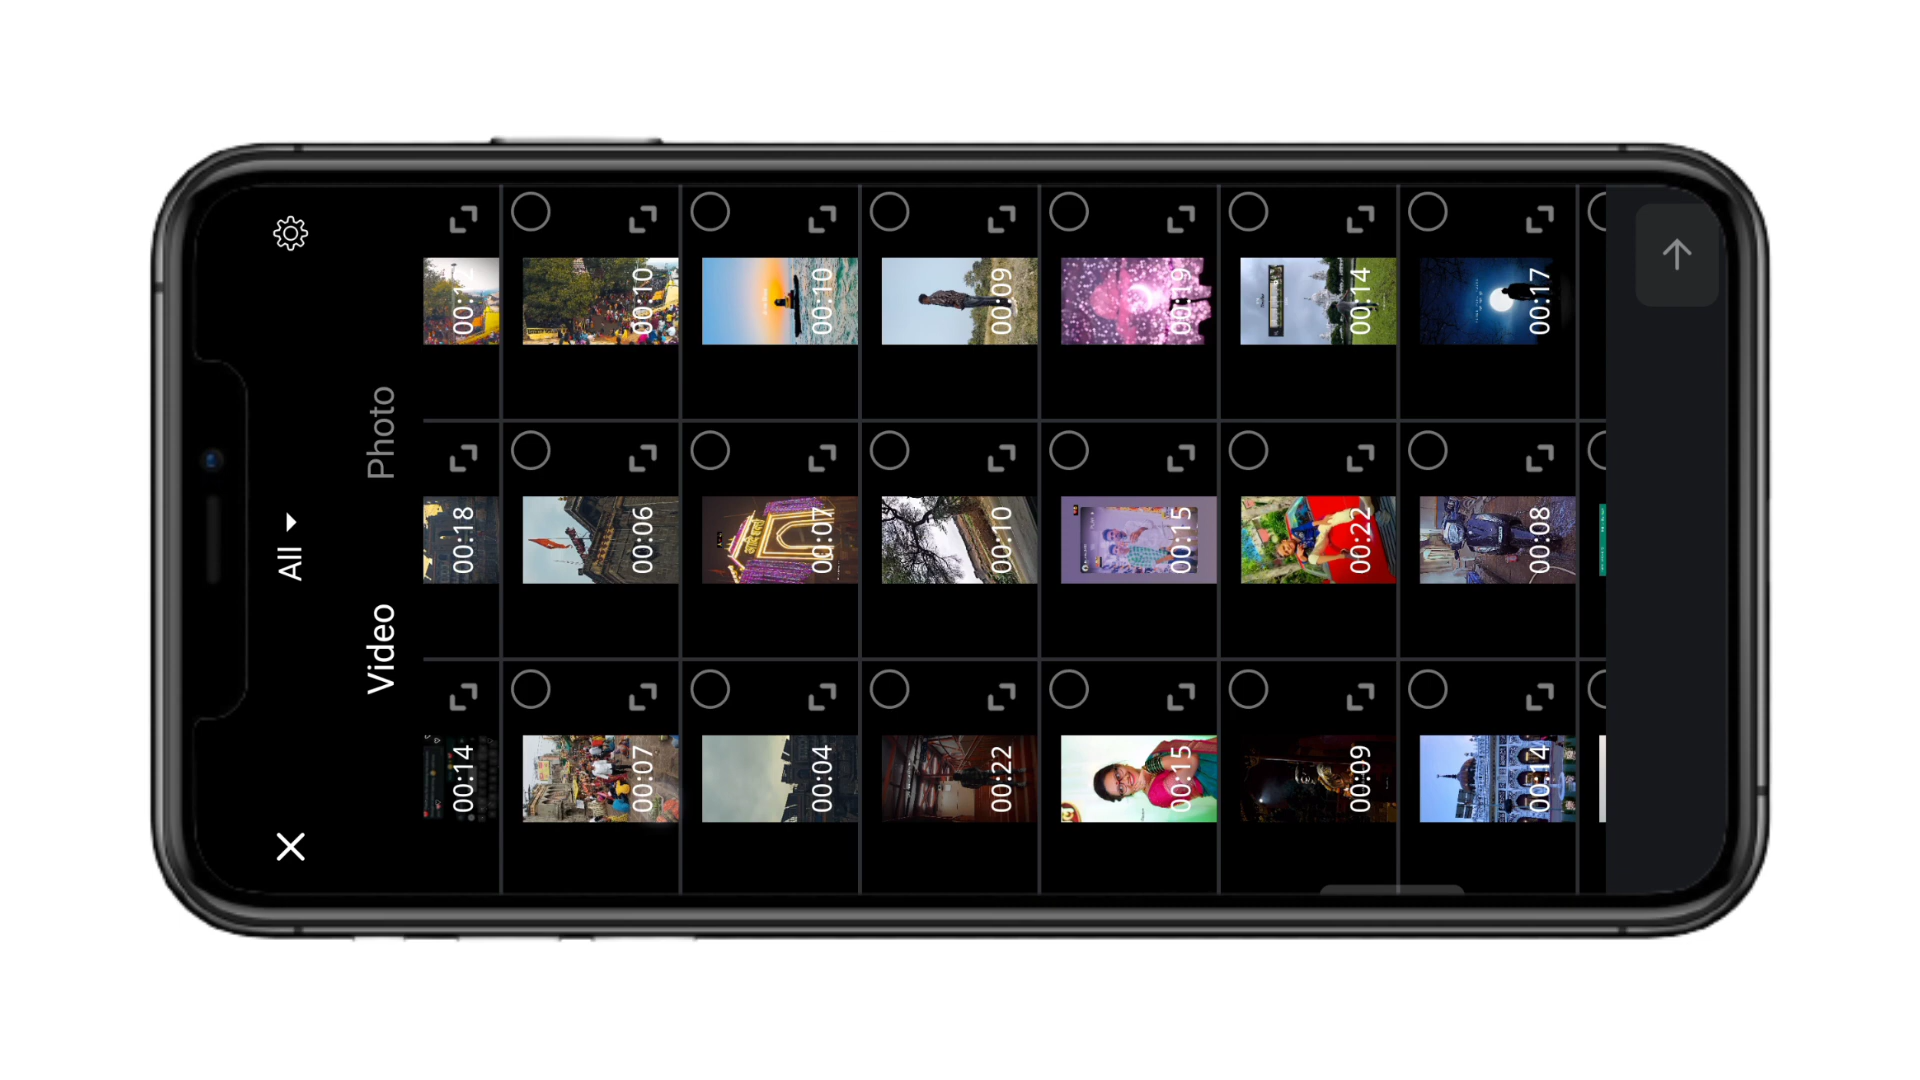 All
Video Photo
00:14 00:18 00:12
00:07 00:06 00:10
00:04 00:07 00:10
00:22 00:10 00:09
00:15 00:15 00:19
00:09 00:22 00:14
00:14 00:08 00:17